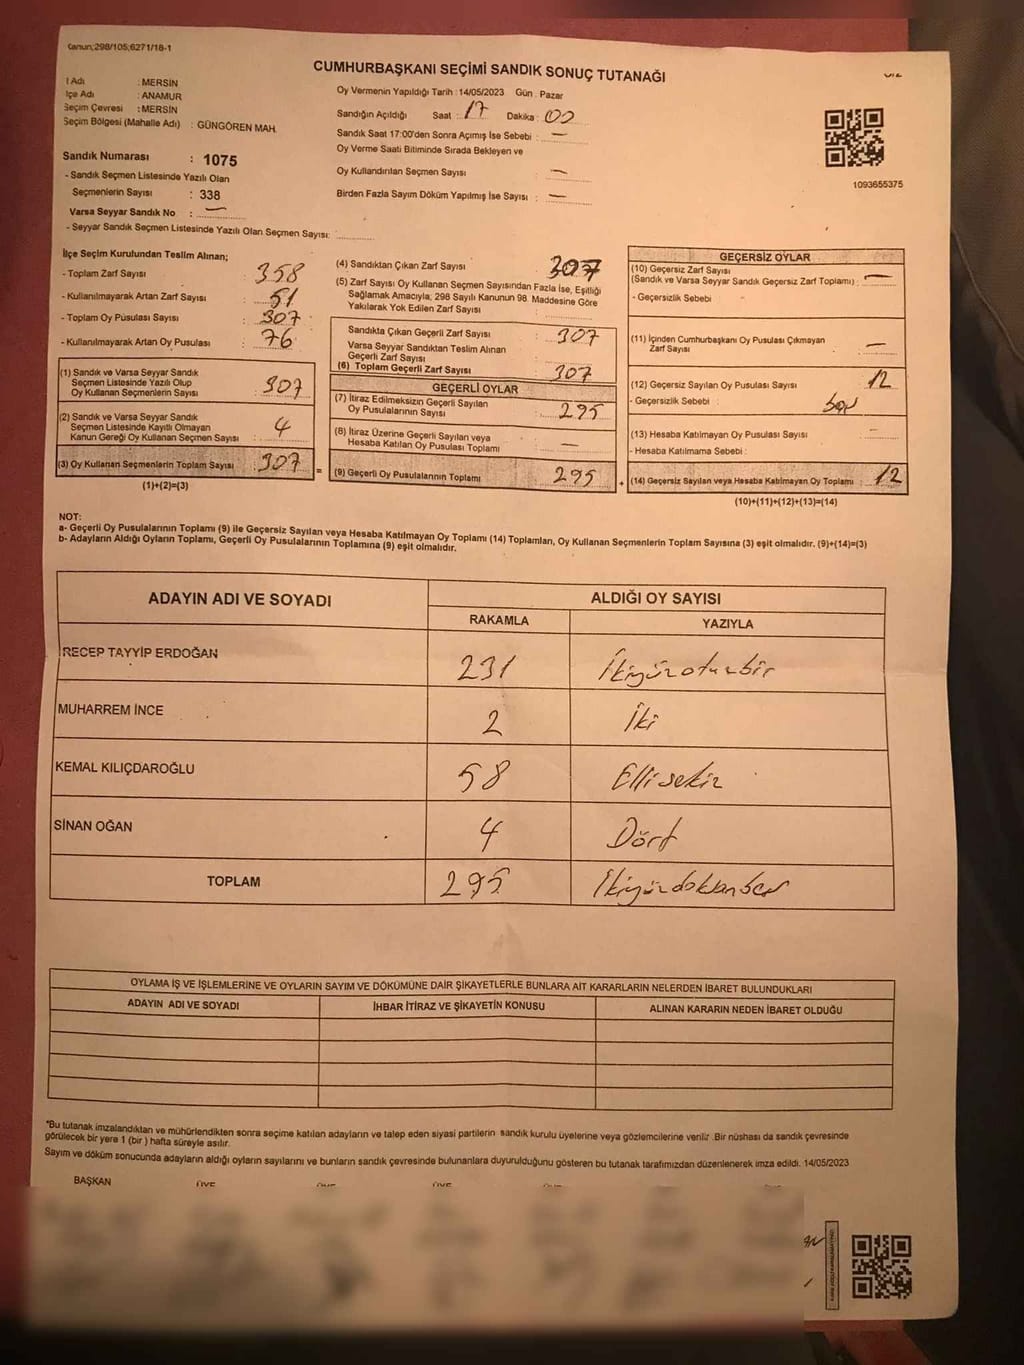 Kanun;298/105;6271/18-1
CUMHURBAŞKANI SEÇİMİ SANDIK SONUÇ TUTANAĞI
l Adı : MERSİN
lçe Adı : ANAMUR
Seçim Çevresi : MERSİN
Seçim Bölgesi (Mahalle Adı) : GÜNGÖREN MAH.
Sandık Numarası : 1075
- Sandık Seçmen Listesinde Yazılı Olan
Seçmenlerin Sayısı : 338
Varsa Seyyar Sandık No : —
- Seyyar Sandık Seçmen Listesinde Yazılı Olan Seçmen Sayısı:
Oy Vermenin Yapıldığı Tarih : 14/05/2023 Gün : Pazar
Sandığın Açıldığı Saat : 17 Dakika : 00
Sandık Saat 17:00'den Sonra Açımış İse Sebebi : —
Oy Verme Saati Bitiminde Sırada Bekleyen ve
Oy Kullandırılan Seçmen Sayısı —
Birden Fazla Sayım Döküm Yapılmış İse Sayısı : —
1093655375
İlçe Seçim Kurulundan Teslim Alınan;
- Toplam Zarf Sayısı 358
- Kullanılmayarak Artan Zarf Sayısı : 51
- Toplam Oy Pusulası Sayısı : 307
- Kullanılmayarak Artan Oy Pusulası : 76
(1) Sandık ve Varsa Seyyar Sandık
Seçmen Listesinde Yazılı Olup
Oy Kullanan Seçmenlerin Sayısı : 307
(2) Sandık ve Varsa Seyyar Sandık
Seçmen Listesinde Kayıtlı Olmayan
Kanun Gereği Oy Kullanan Seçmen Sayısı : 4
(3) Oy Kullanan Seçmenlerin Toplam Sayısı : 307 =
(1)+(2)=(3)
(4) Sandıktan Çıkan Zarf Sayısı 307
(5) Zarf Sayısı Oy Kullanan Seçmen Sayısından Fazla İse, Eşitliği
Sağlamak Amacıyla; 298 Sayılı Kanunun 98. Maddesine Göre
Yakılarak Yok Edilen Zarf Sayısı :
Sandıkta Çıkan Geçerli Zarf Sayısı : 307
Varsa Seyyar Sandıktan Teslim Alınan
Geçerli Zarf Sayısı
(6) Toplam Geçerli Zarf Sayısı : 307
GEÇERLİ OYLAR
(7) İtiraz Edilmeksizin Geçerli Sayılan
Oy Pusulalarının Sayısı : 295
(8) İtiraz Üzerine Geçerli Sayılan veya
Hesaba Katılan Oy Pusulası Toplamı —
(9) Geçerli Oy Pusulalarının Toplamı : 295 +
GEÇERSİZ OYLAR
(10) Geçersiz Zarf Sayısı
(Sandık ve Varsa Seyyar Sandık Geçersiz Zarf Toplamı) : —
- Geçersizlik Sebebi
(11) İçinden Cumhurbaşkanı Oy Pusulası Çıkmayan
Zarf Sayısı —
(12) Geçersiz Sayılan Oy Pusulası Sayısı : 12
- Geçersizlik Sebebi :
(13) Hesaba Katılmayan Oy Pusulası Sayısı : —
- Hesaba Katılmama Sebebi :
(14) Geçersiz Sayılan veya Hesaba Katılmayan Oy Toplamı : 12
(10)+(11)+(12)+(13)=(14)
NOT:
a- Geçerli Oy Pusulalarının Toplamı (9) ile Geçersiz Sayılan veya Hesaba Katılmayan Oy Toplamı (14) Toplamları, Oy Kullanan Seçmenlerin Toplam Sayısına (3) eşit olmalıdır. (9)+(14)=(3)
b- Adayların Aldığı Oyların Toplamı, Geçerli Oy Pusulalarının Toplamına (9) eşit olmalıdır.
ADAYIN ADI VE SOYADI ALDIĞI OY SAYISI
RAKAMLA YAZIYLA
RECEP TAYYİP ERDOĞAN 231 İkiyüzotuzbir
MUHARREM İNCE 2 İki
KEMAL KILIÇDAROĞLU 58 Ellisekiz
SİNAN OĞAN 4 Dört
TOPLAM 295 İkiyüzdoksanbeş
OYLAMA İŞ VE İŞLEMLERİNE VE OYLARIN SAYIM VE DÖKÜMÜNE DAİR ŞİKAYETLERLE BUNLARA AİT KARARLARIN NELERDEN İBARET BULUNDUKLARI
ADAYIN ADI VE SOYADI İHBAR İTİRAZ VE ŞİKAYETİN KONUSU ALINAN KARARIN NEDEN İBARET OLDUĞU
*Bu tutanak imzalandıktan ve mühürlendikten sonra seçime katılan adayların ve talep eden siyasi partilerin sandık kurulu üyelerine veya gözlemcilerine verilir .Bir nüshası da sandık çevresinde
görülecek bir yere 1 (bir ) hafta süreyle asılır.
Sayım ve döküm sonucunda adayların aldığı oyların sayılarını ve bunların sandık çevresinde bulunanlara duyurulduğunu gösteren bu tutanak tarafımızdan düzenlenerek imza edildi. 14/05/2023
BAŞKAN ÜYE